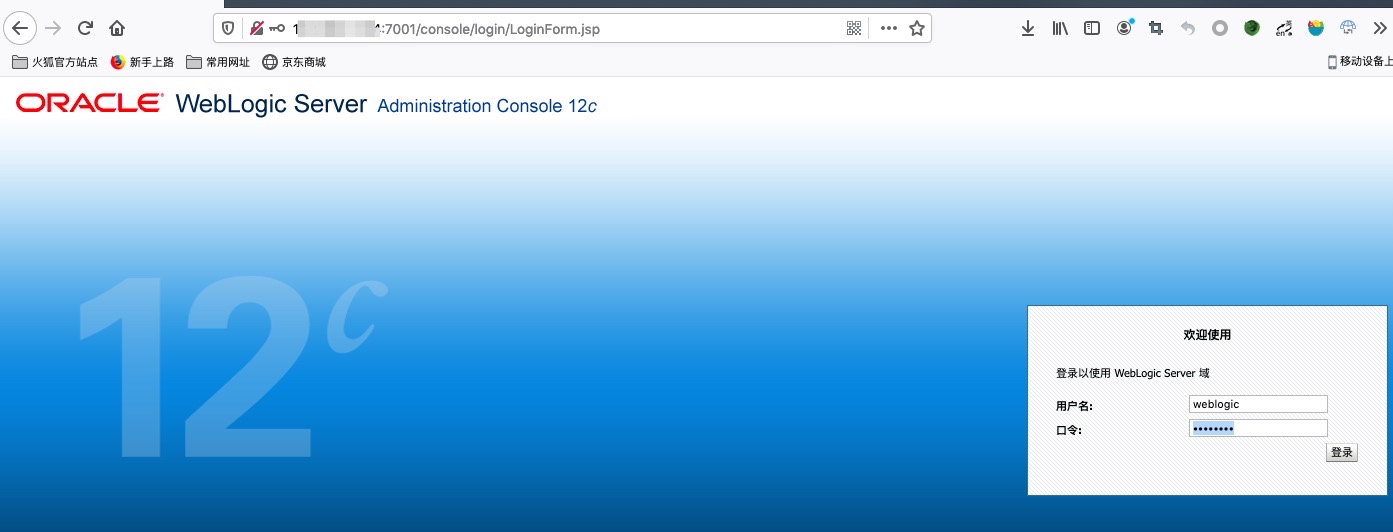 1 4:7001/console/login/LoginForm.jsp
火狐官方站点 新手上路 常用网址 京东商城 移动设备上
ORACLE WebLogic Server Administration Console 12c
12c
欢迎使用
登录以使用 WebLogic Server 域
用户名: weblogic
口令: ••••••••
登录